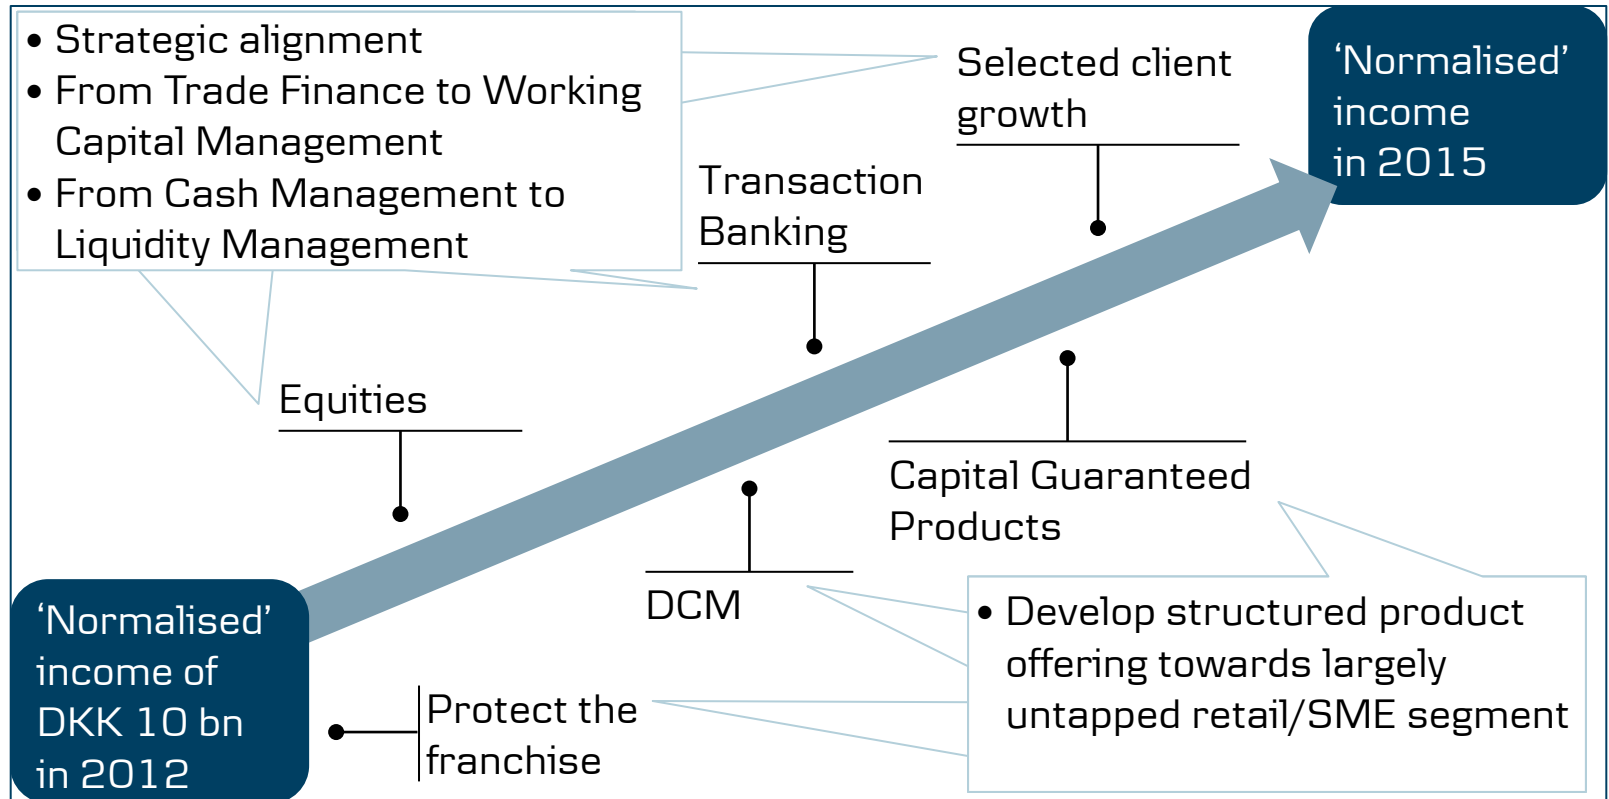 • Strategic alignment
• From Trade Finance to Working
Capital Management
• From Cash Management to
Liquidity Management
Selected client
growth
‘Normalised’
income
in 2015
Transaction
Banking
Equities
Capital Guaranteed
Products
DCM
• Develop structured product
offering towards largely
untapped retail/SME segment
‘Normalised’
income of
DKK 10 bn
in 2012
Protect the
franchise